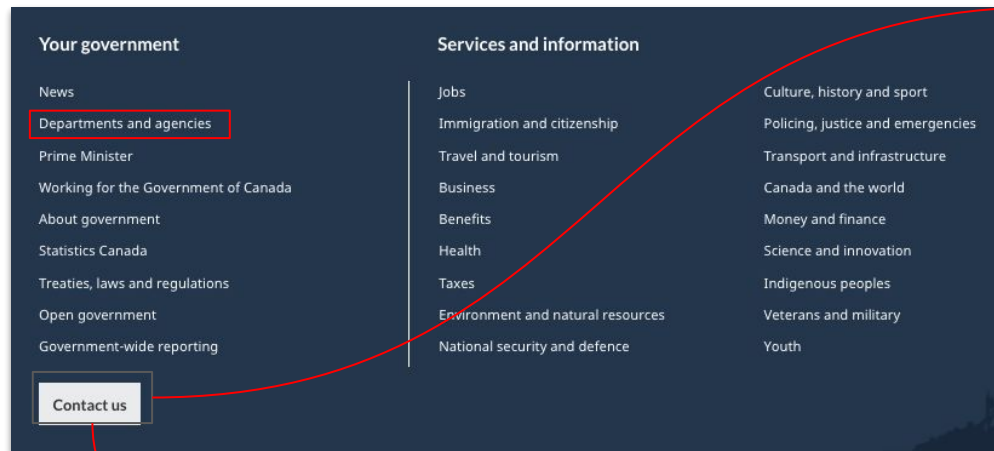 Your government
News
Departments and agencies
Prime Minister
Working for the Government of Canada
About government
Statistics Canada
Treaties, laws and regulations
Open government
Government-wide reporting
Contact us
Services and information
Jobs
Immigration and citizenship
Travel and tourism
Business
Benefits
Health
Taxes
Environment and natural resources
National security and defence
Culture, history and sport
Policing, justice and emergencies
Transport and infrastructure
Canada and the world
Money and finance
Science and innovation
Indigenous peoples
Veterans and military
Youth